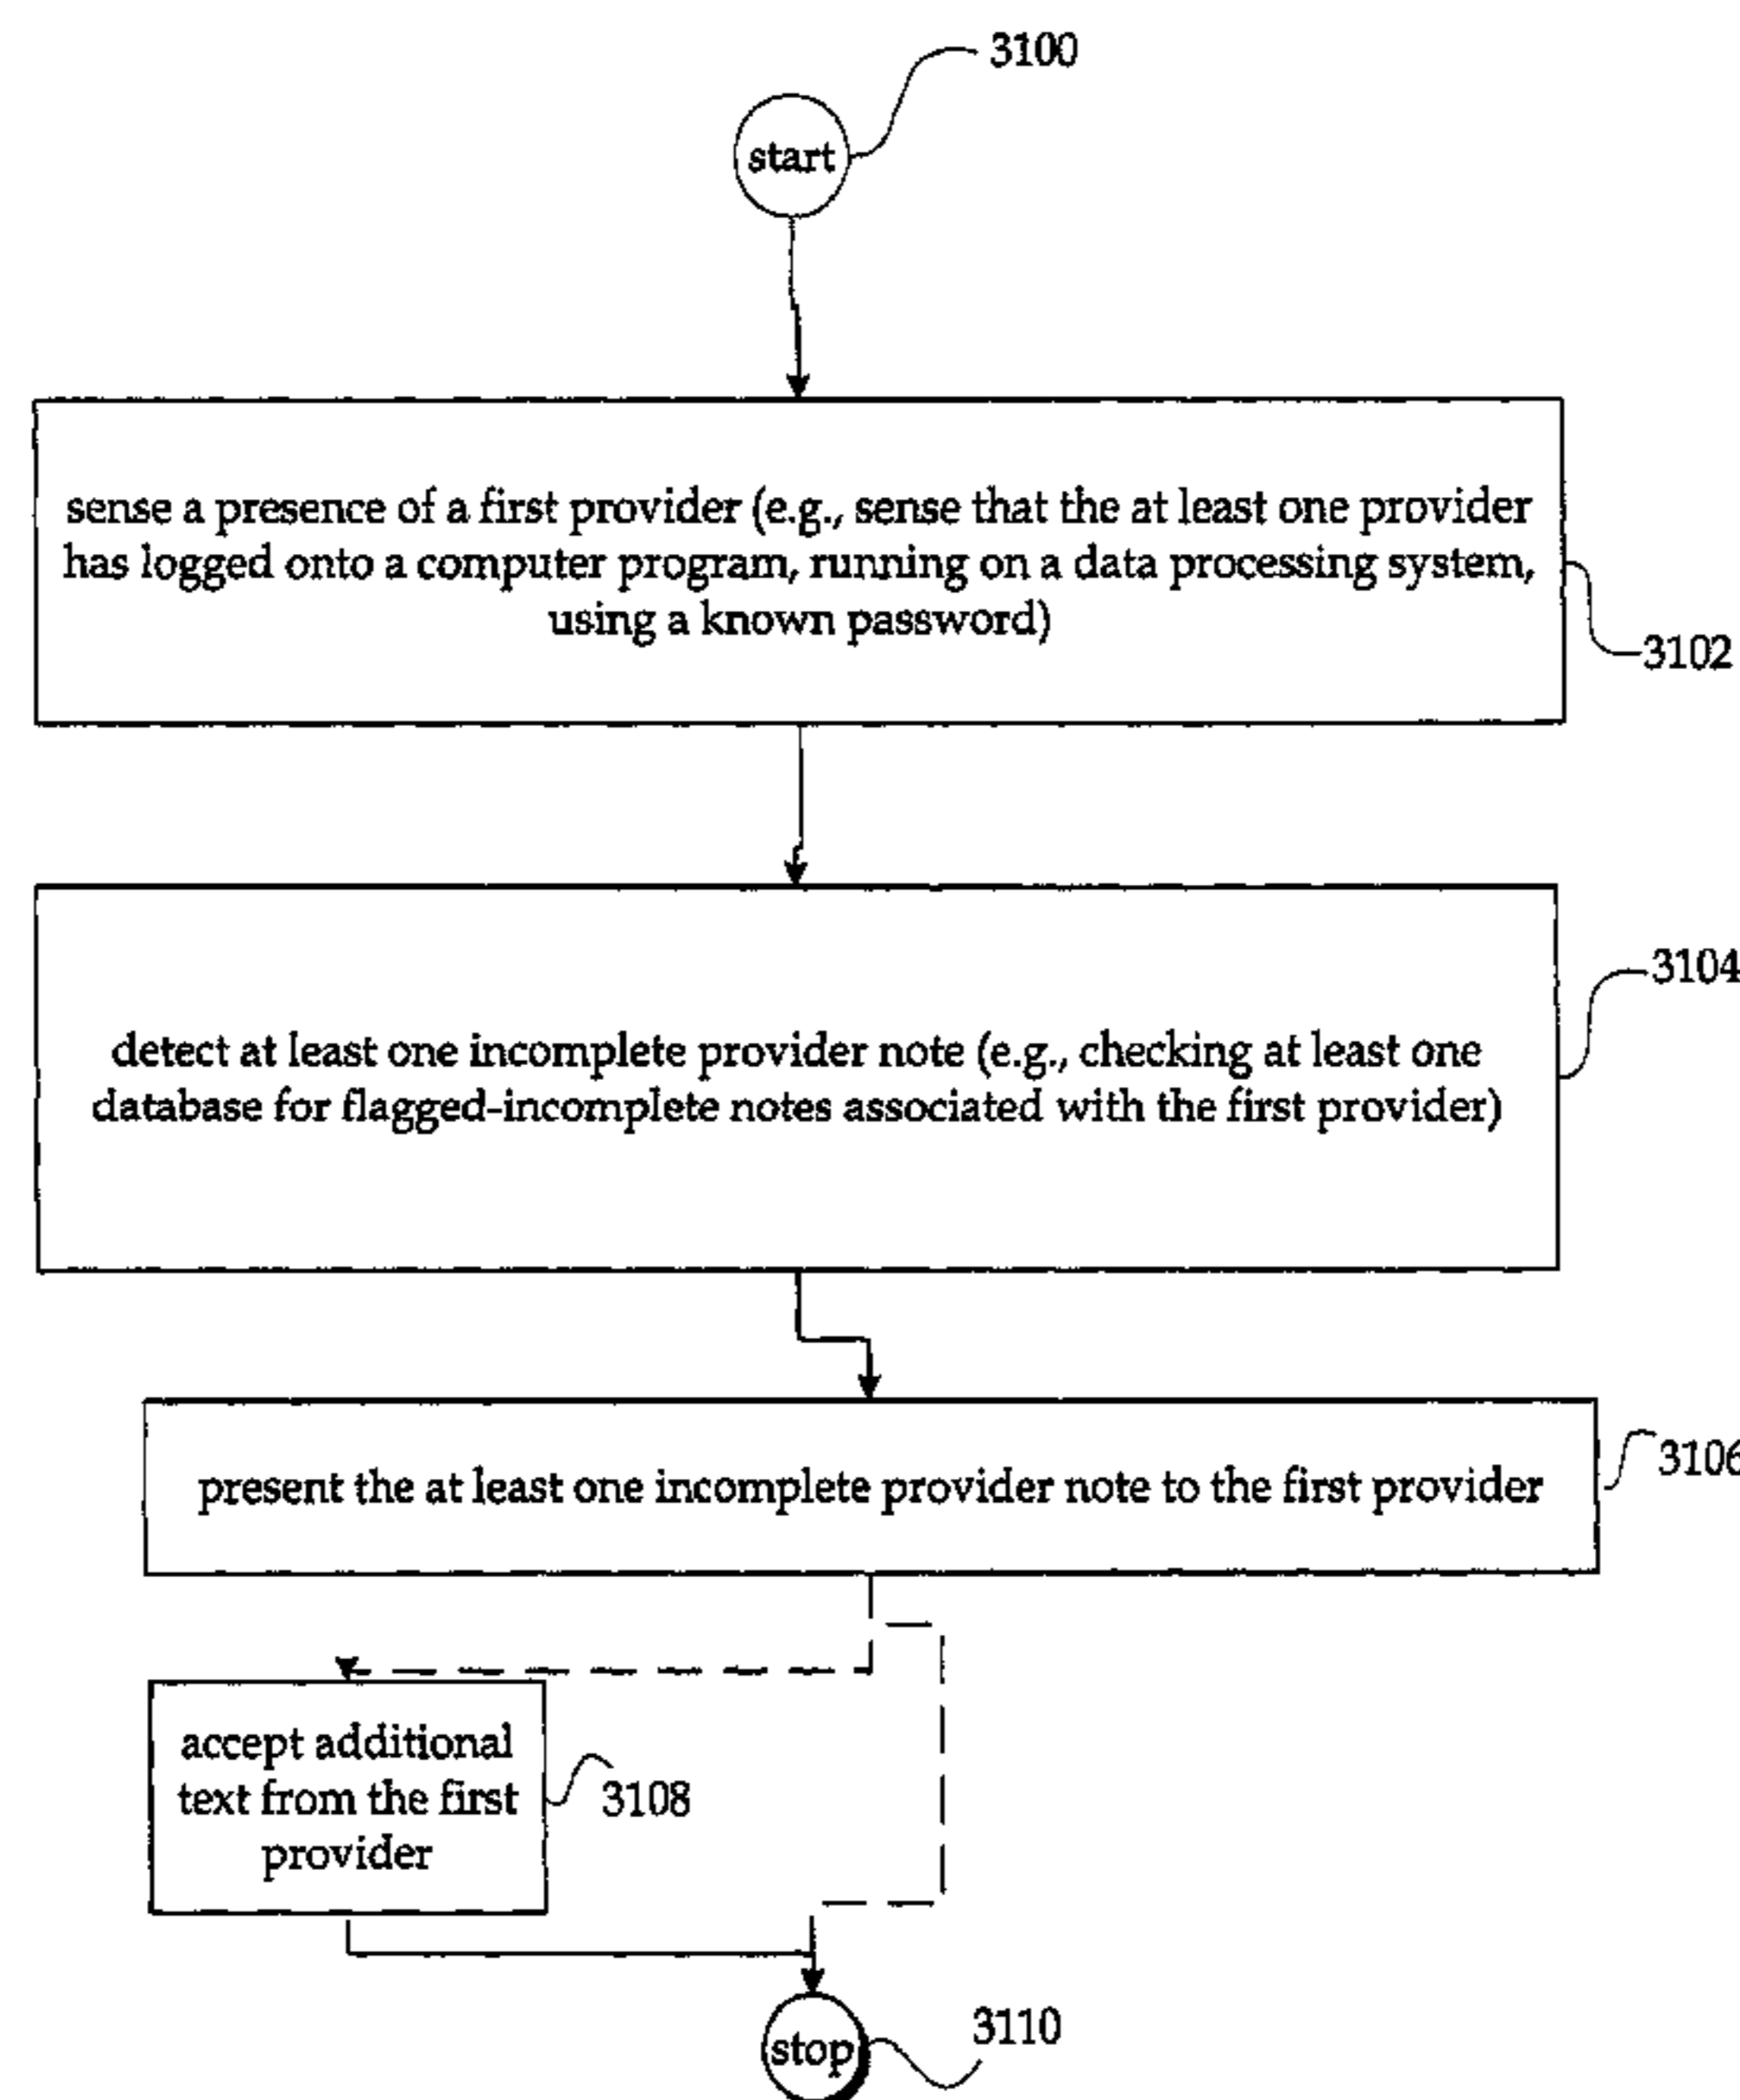 3100
start
sense a presence of a first provider (e.g., sense that the at least one provider
has logged onto a computer program, running on a data processing system,
using a known password)
3102
3104
detect at least one incomplete provider note (e.g., checking at least one
database for flagged-incomplete notes associated with the first provider)
3106
present the at least one incomplete provider note to the first provider
accept additional
text from the first
provider
3108
3110
stop